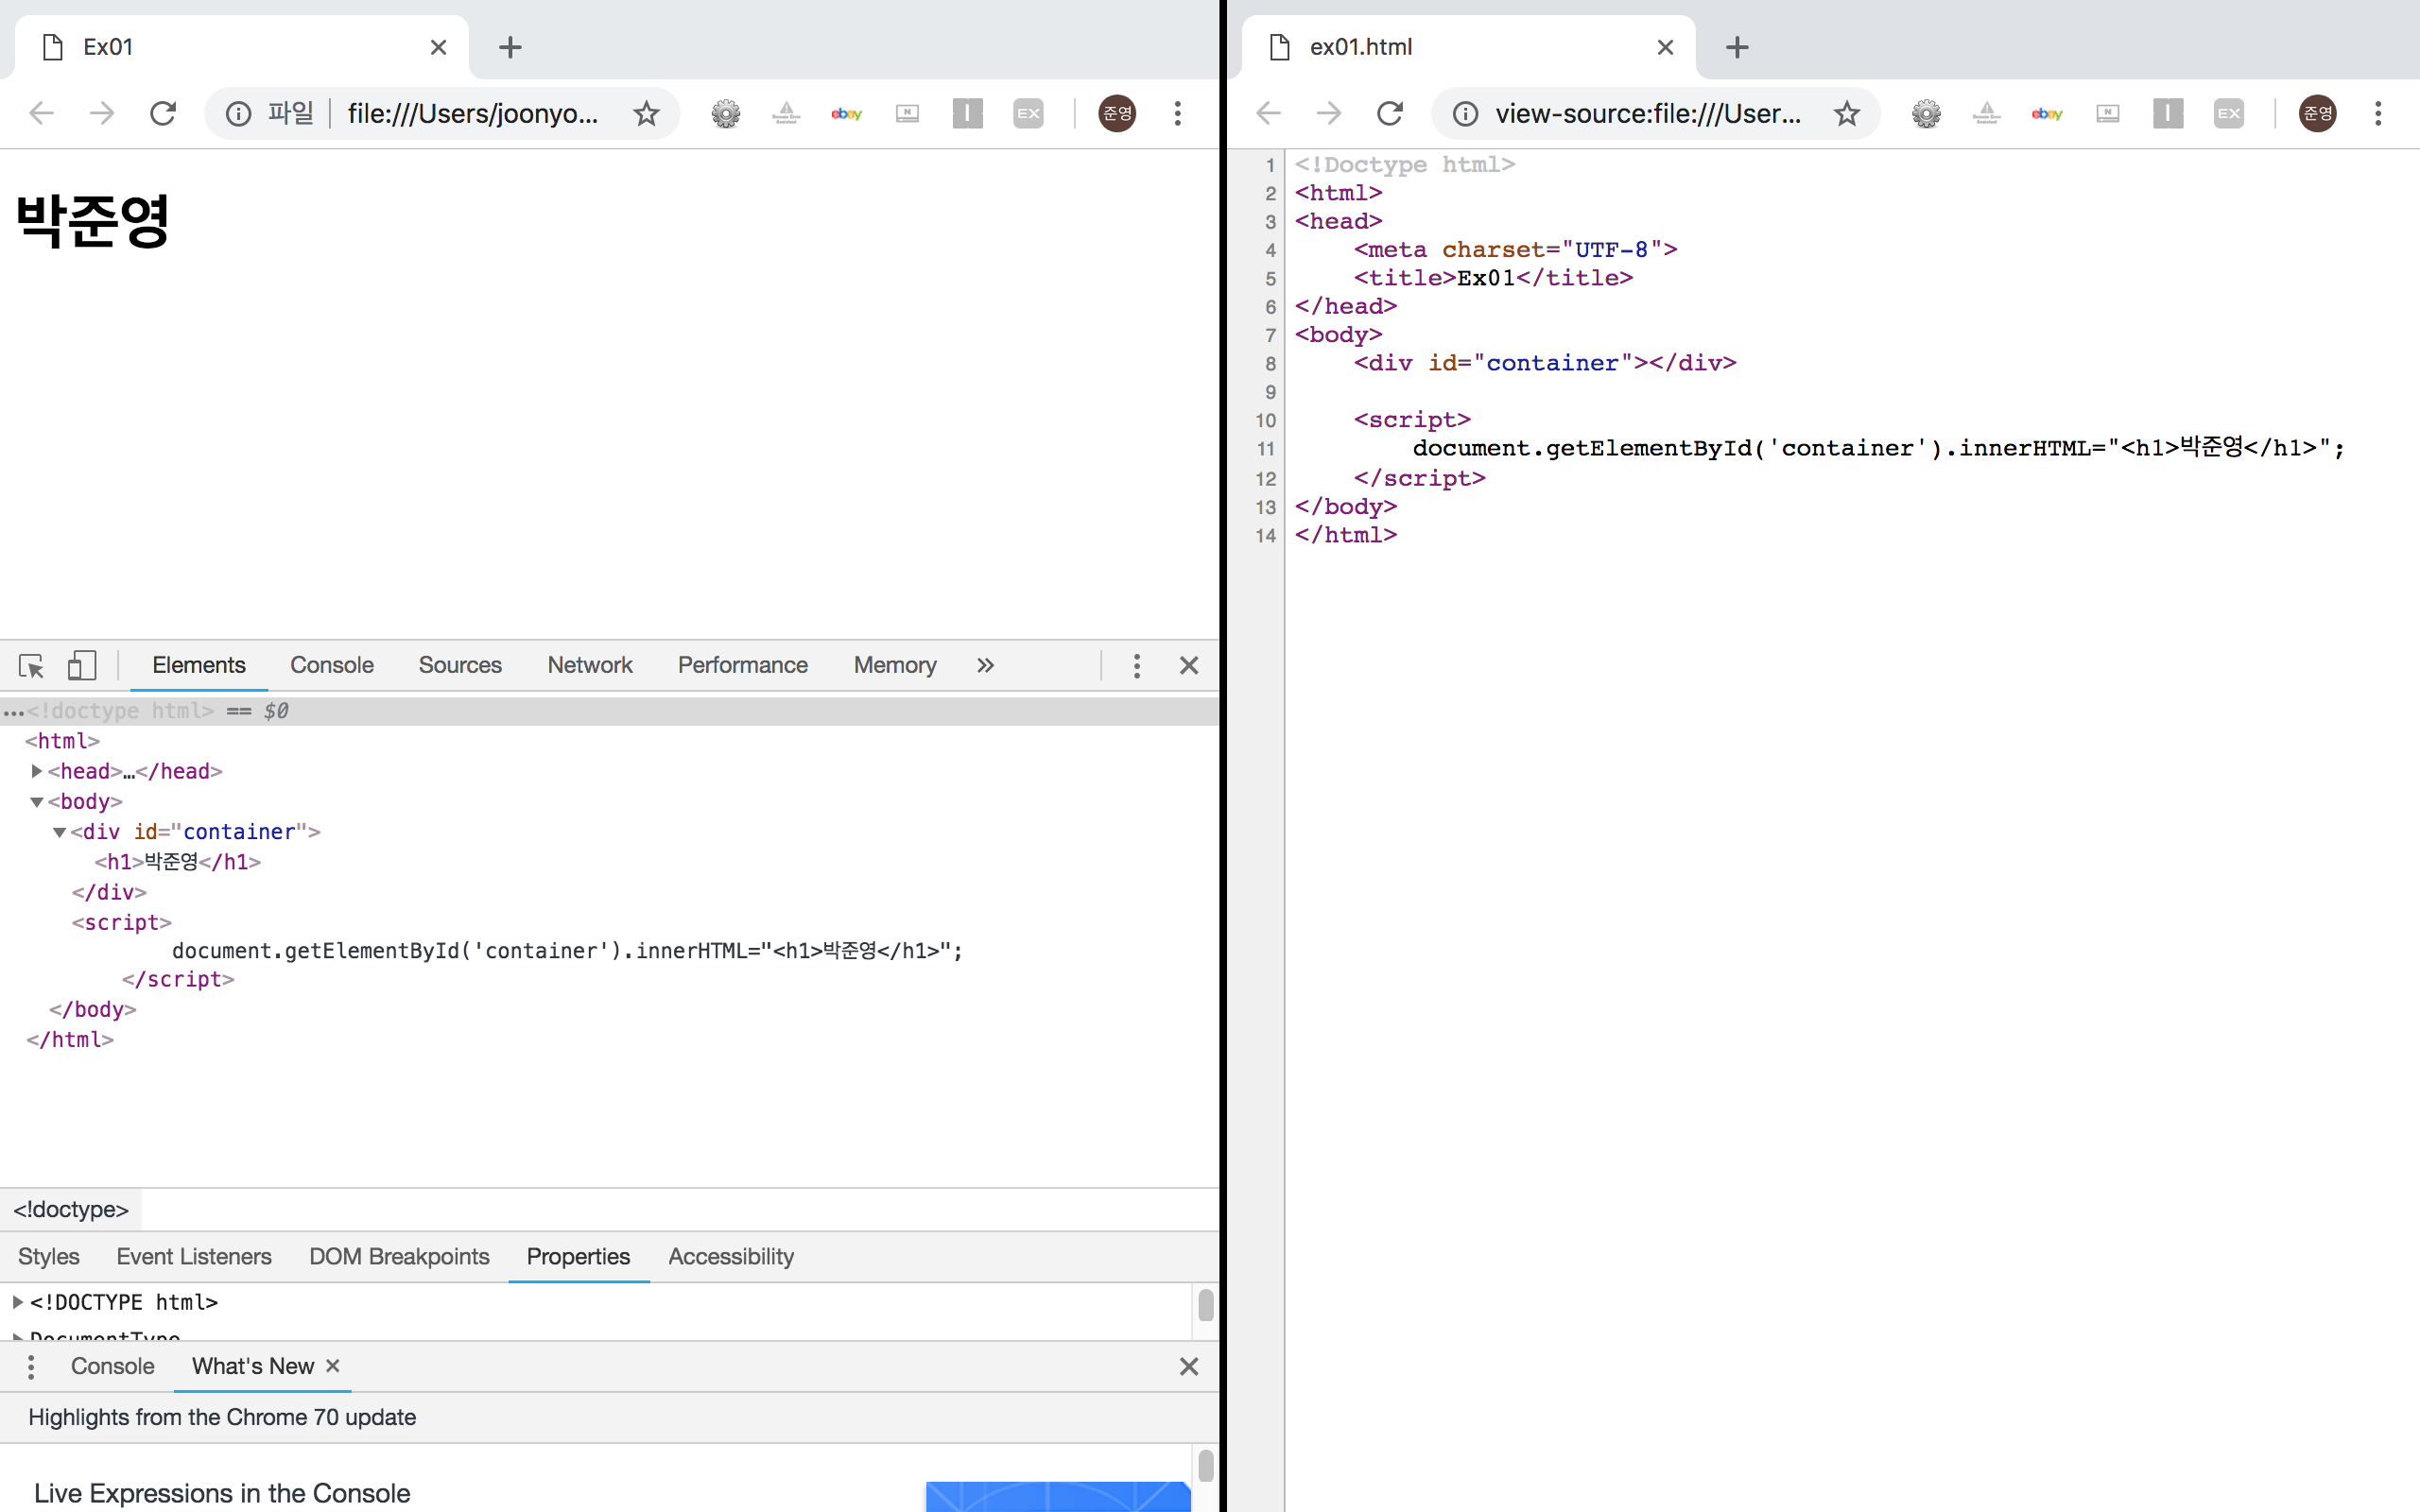 Ex01
파일 file:///Users/joonyo...
ebay
N
I
EX
준영
박준영
Elements Console Sources Network Performance Memory »
…<!doctype html> == $0
<html>
<head>…</head>
<body>
<div id="container">
<h1>박준영</h1>
</div>
<script>
document.getElementById('container').innerHTML="<h1>박준영</h1>";
</script>
</body>
</html>
<!doctype>
Styles Event Listeners DOM Breakpoints Properties Accessibility
<!DOCTYPE html>
DocumentType
Console What's New
Highlights from the Chrome 70 update
Live Expressions in the Console
ex01.html
view-source:file:///User...
ebay
N
I
EX
준영
1 <!Doctype html>
2 <html>
3 <head>
4 <meta charset="UTF-8">
5 <title>Ex01</title>
6 </head>
7 <body>
8 <div id="container"></div>
9
10 <script>
11 document.getElementById('container').innerHTML="<h1>박준영</h1>";
12 </script>
13 </body>
14 </html>